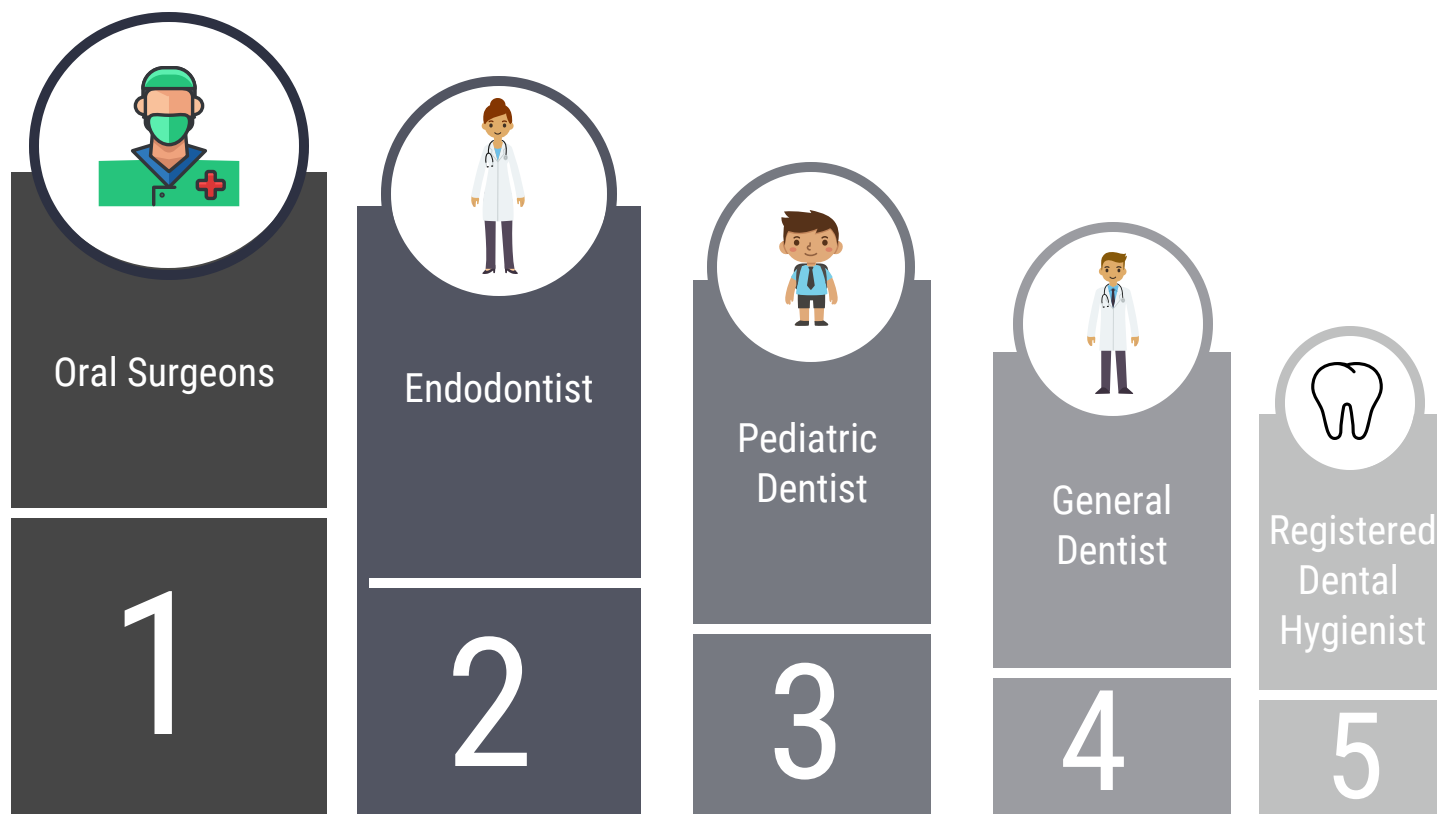 Oral Surgeons
1
Endodontist
2
Pediatric
Dentist
3
General
Dentist
4
Registered
Dental
Hygienist
5